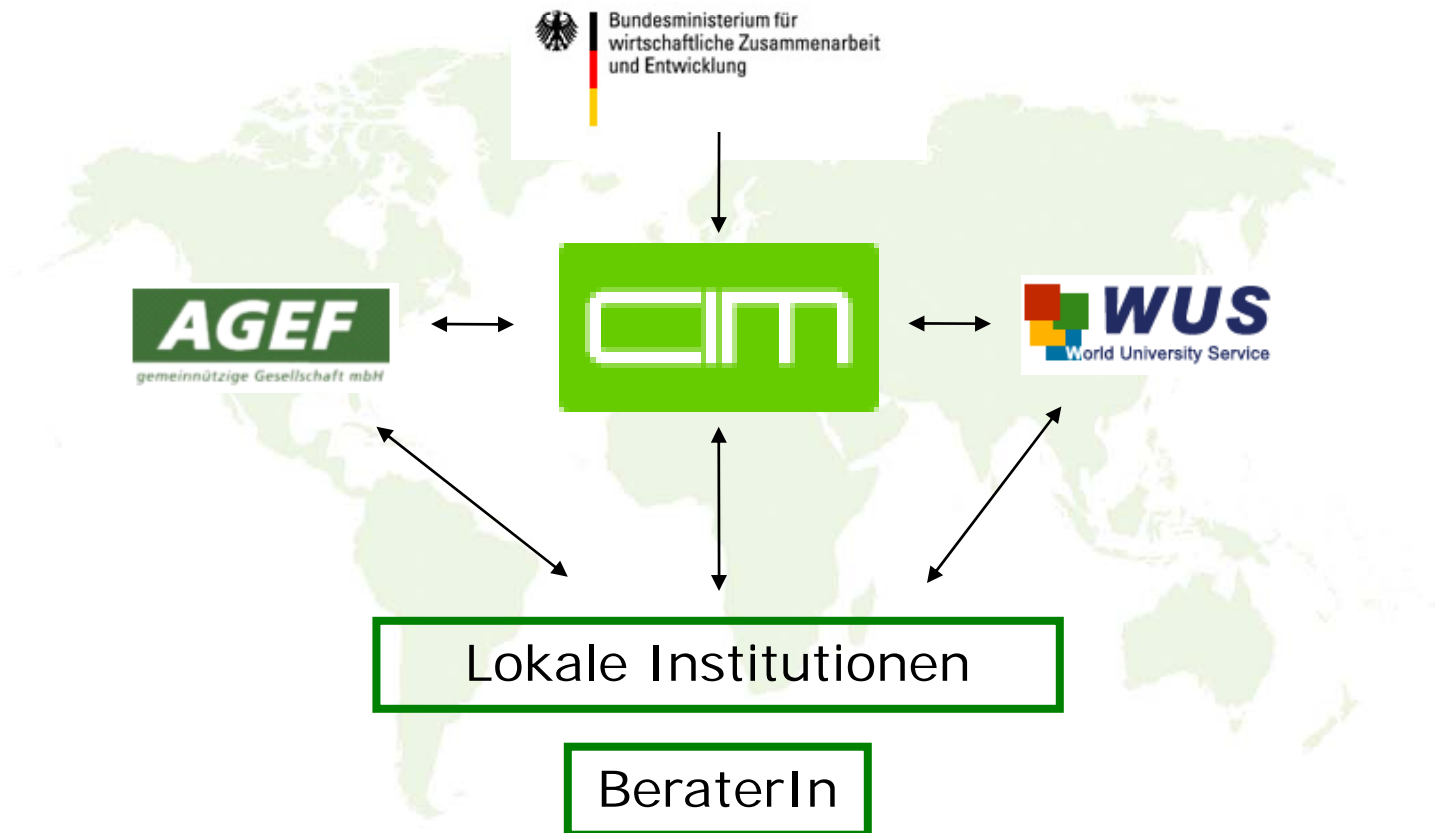 Bundesministerium für
wirtschaftliche Zusammenarbeit
und Entwicklung
AGEF
gemeinnützige Gesellschaft mbH
cim
WUS
World University Service
Lokale Institutionen
BeraterIn